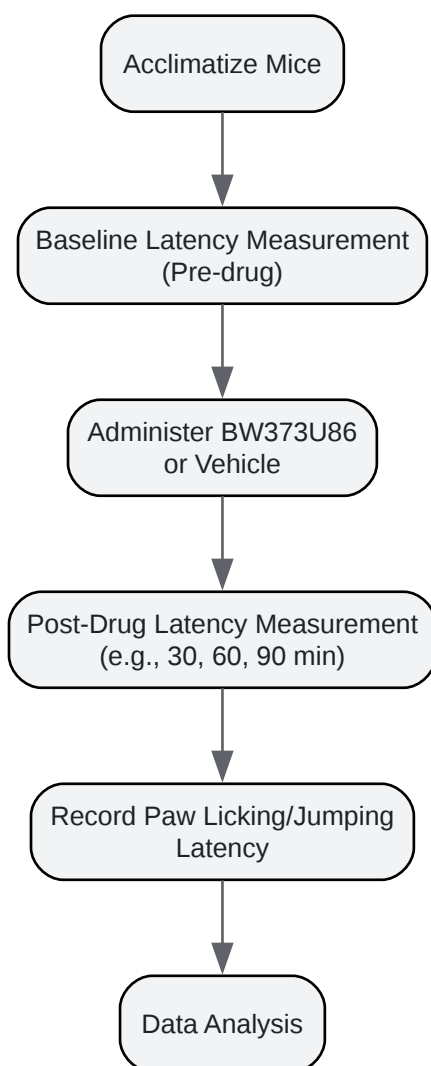 Acclimatize Mice
Baseline Latency Measurement
(Pre-drug)
Administer BW373U86
or Vehicle
Post-Drug Latency Measurement
(e.g., 30, 60, 90 min)
Record Paw Licking/Jumping
Latency
Data Analysis